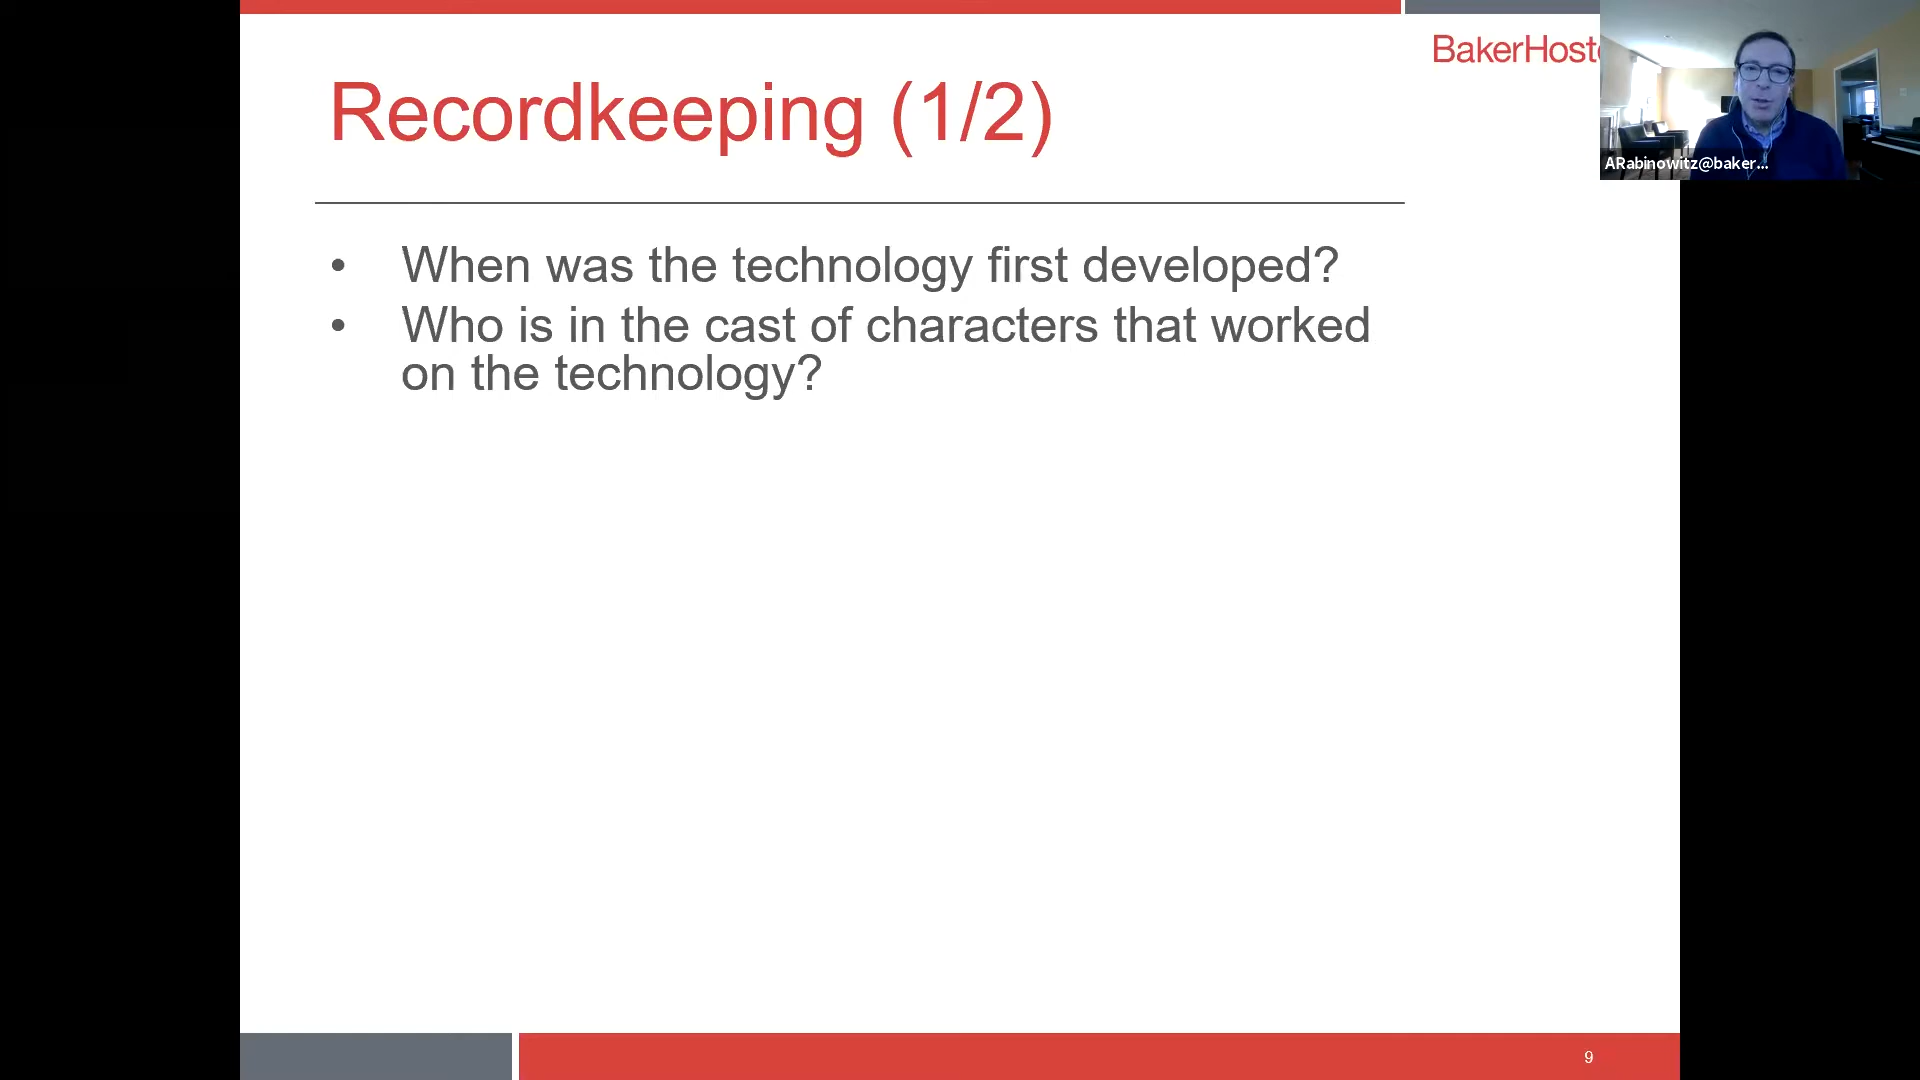 BakerHost
Recordkeeping (1/2)
ARabinowitz@baker...
• When was the technology first developed?
• Who is in the cast of characters that worked
on the technology?
9